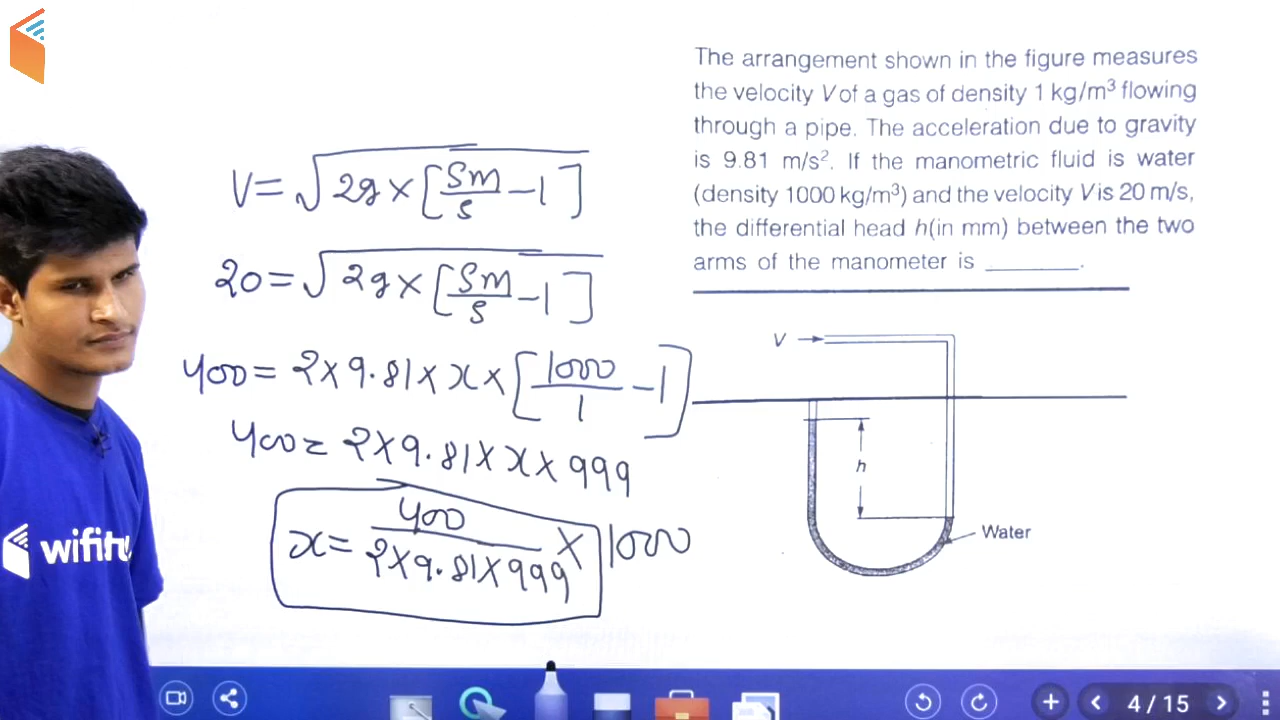 The arrangement shown in the figure measures
the velocity V of a gas of density 1 kg/m³ flowing
through a pipe. The acceleration due to gravity
is 9.81 m/s². If the manometric fluid is water
(density 1000 kg/m³) and the velocity V is 20 m/s,
the differential head h(in mm) between the two
arms of the manometer is ________.
V = √2g × [Sm/S - 1]
20 = √2g × [Sm/S - 1]
400 = 2 × 9.81 × x × [1000/1 - 1]
400 = 2 × 9.81 × x × 999
x = 400/2 × 9.81 × 999 × 1000
V
h
Water
wifi
4 / 15